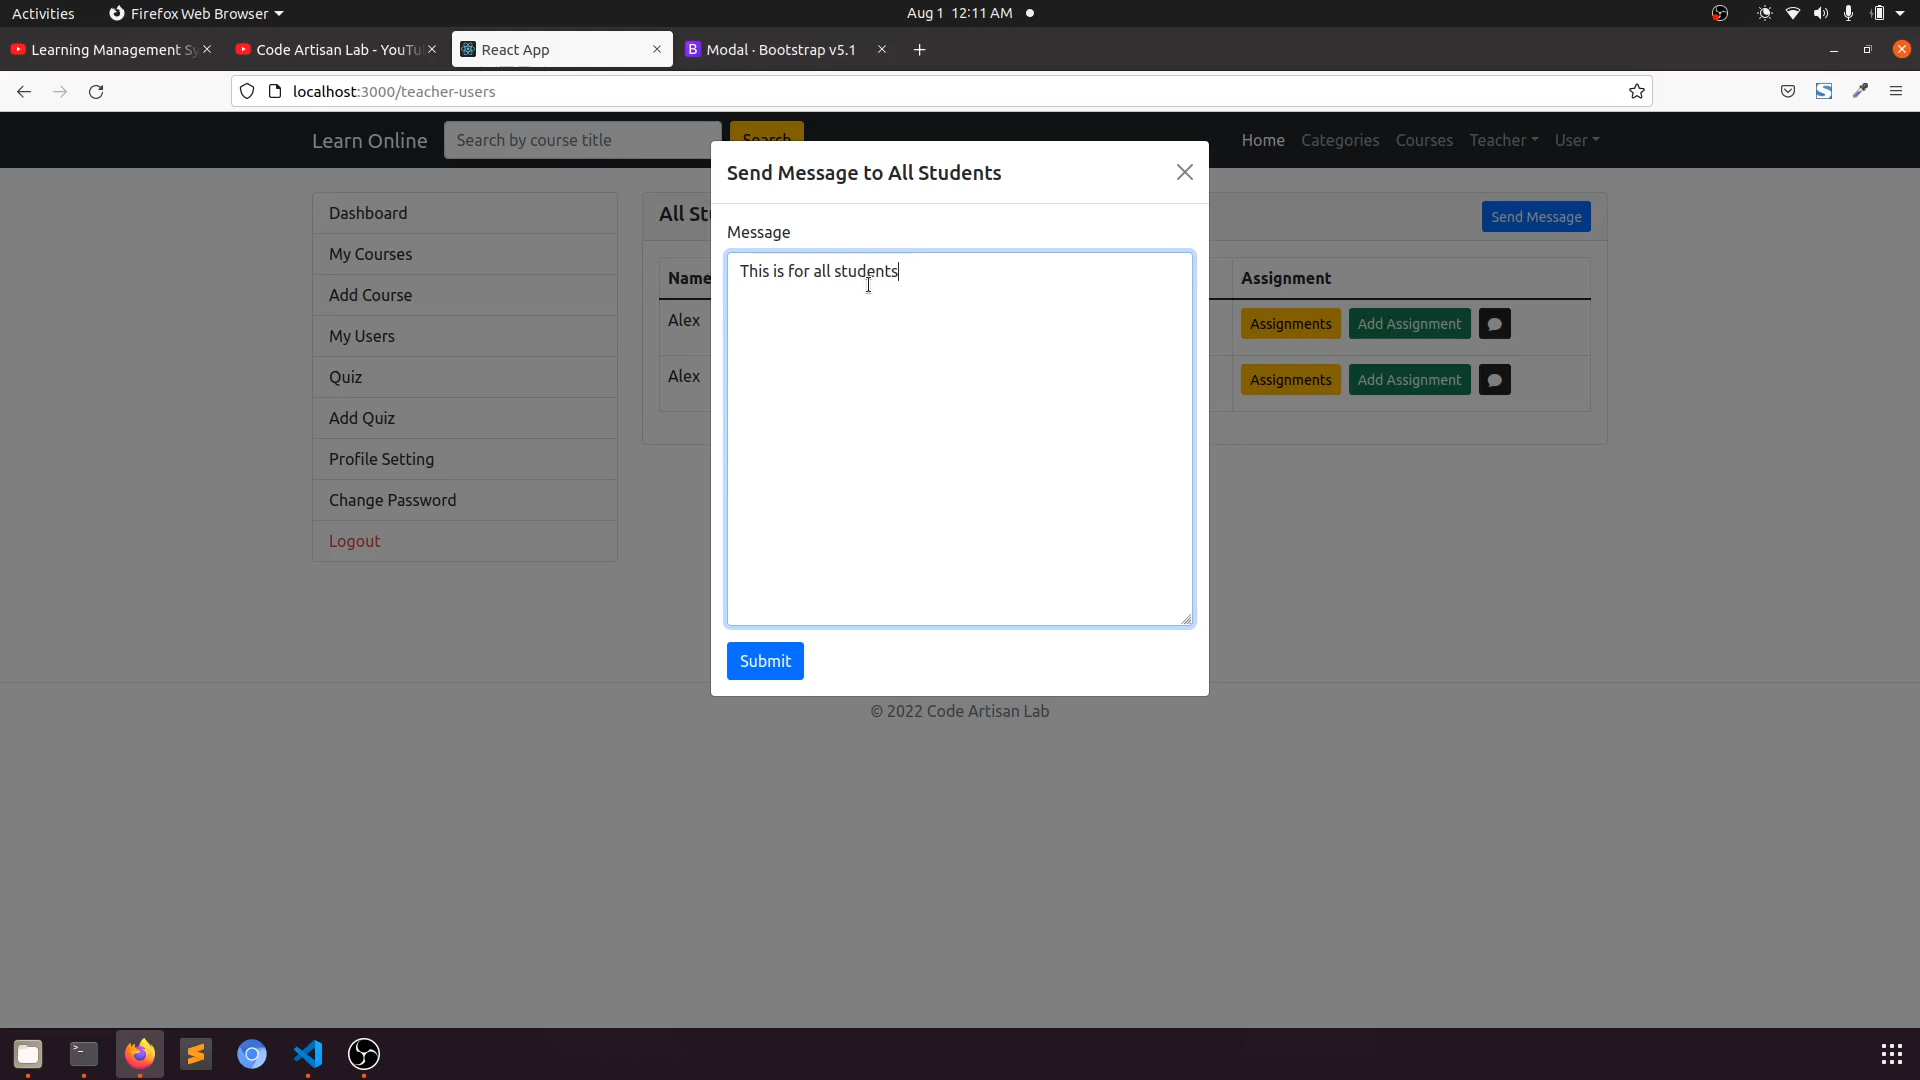 Activities
Firefox Web Browser
Aug 1 12:11 AM
Learning Management Sy
Code Artisan Lab - YouTu
React App
Modal · Bootstrap v5.1
localhost:3000/teacher-users
Learn Online
Search by course title
Search
Home
Categories
Courses
Teacher
User
Send Message to All Students
Dashboard
My Courses
Add Course
My Users
Quiz
Add Quiz
Profile Setting
Change Password
Logout
All St
Send Message
Message
This is for all students
Name
Assignment
Alex
Assignments
Add Assignment
Alex
Assignments
Add Assignment
Submit
© 2022 Code Artisan Lab